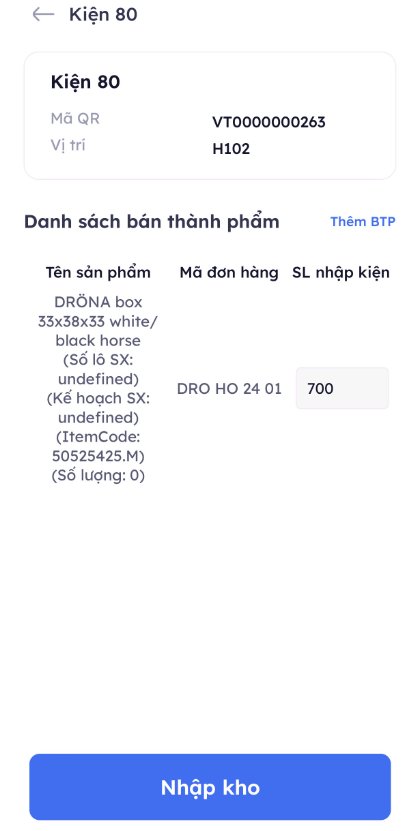 Kiện 80
Kiện 80
Mã QR
VT0000000263
Vị trí
H102
Danh sách bán thành phẩm
Thêm BTP
Tên sản phẩm
Mã đơn hàng
SL nhập kiện
DRÖNA box
33x38x33 white/
black horse
(Số lô SX:
undefined)
(Kế hoạch SX:
undefined)
(ItemCode:
50525425.M)
(Số lượng: 0)
DRO HO 24 01
700
Nhập kho